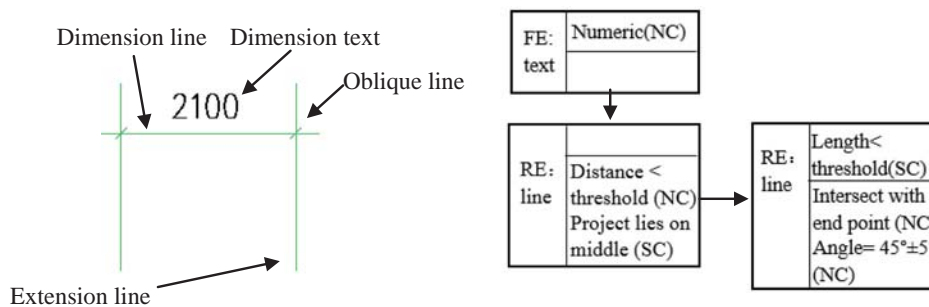 Dimension line
Dimension text
Oblique line
2100
Extension line
FE:
text
Numeric(NC)
RE:
line
Distance <
threshold (NC)
Project lies on
middle (SC)
RE:
line
Length<
threshold(SC)
Intersect with
end point (NC
Angle= 45°±5
(NC)